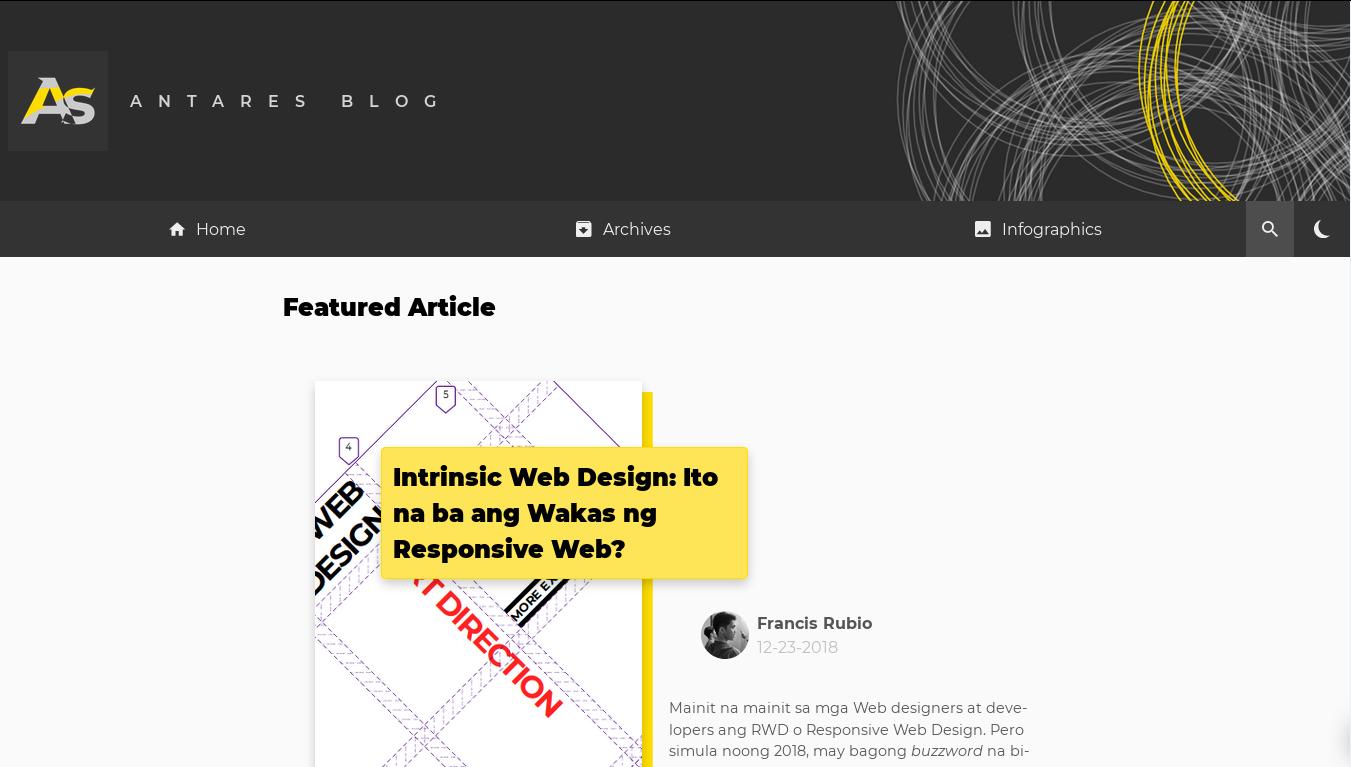 As
ANTARES BLOG
Home
Archives
Infographics
Featured Article
5
4
WEB
DESIGN
Intrinsic Web Design: Ito
na ba ang Wakas ng
Responsive Web?
MORE EX
T DIRECTION
Francis Rubio
12-23-2018
Mainit na mainit sa mga Web designers at deve-
lopers ang RWD o Responsive Web Design. Pero
simula noong 2018, may bagong buzzword na bi-